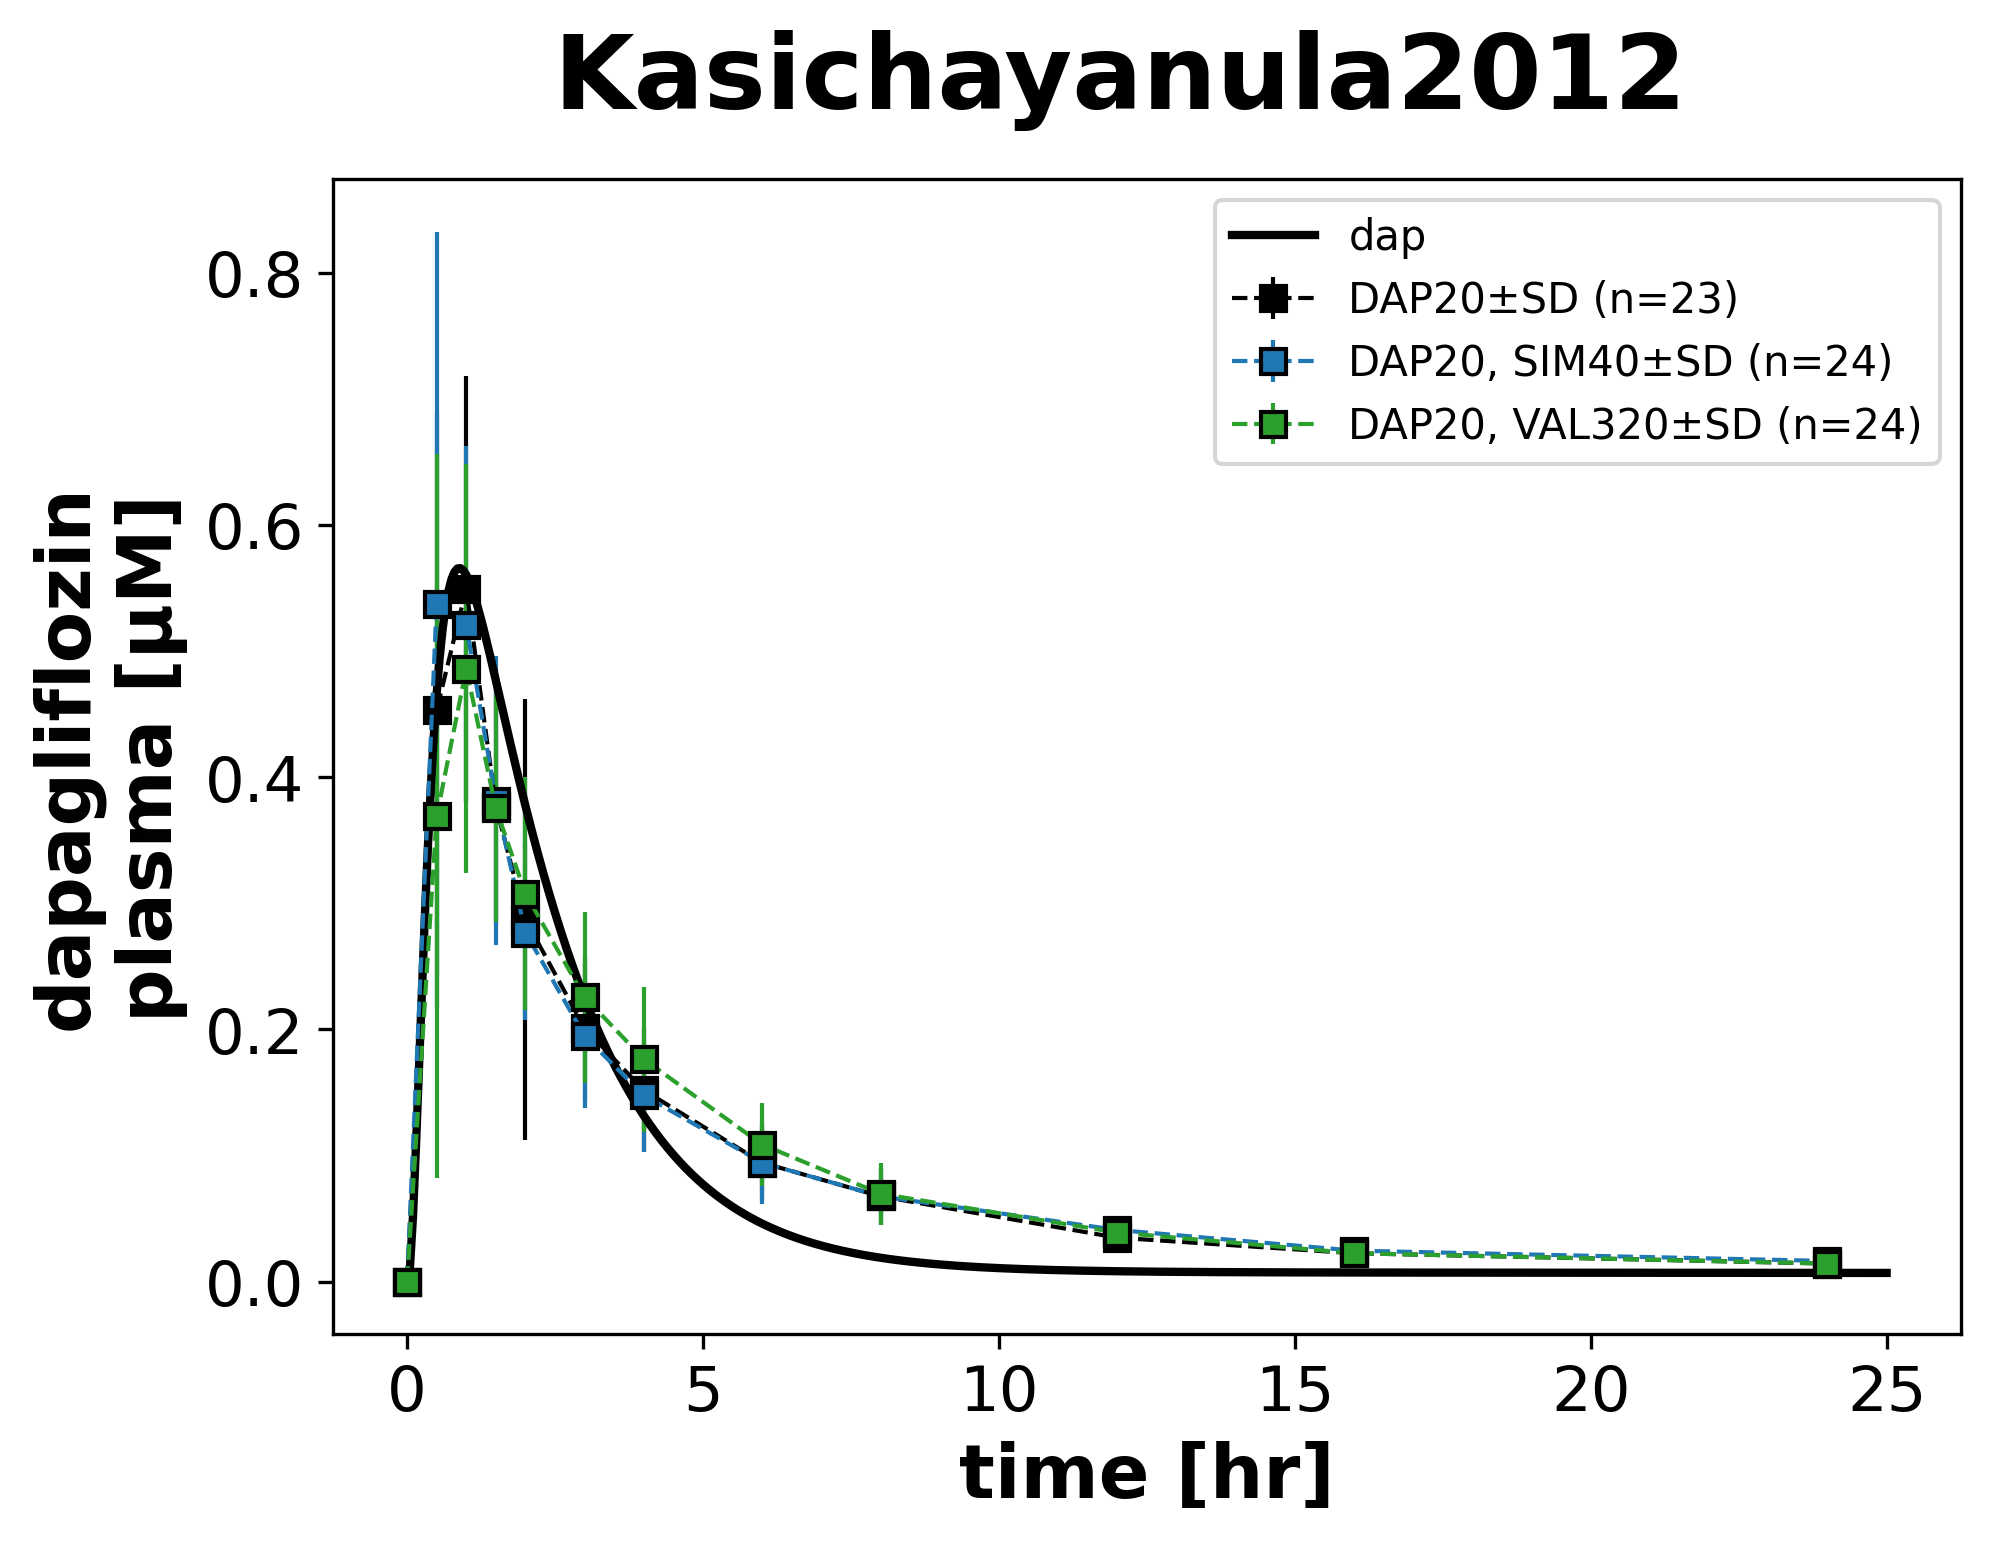 Kasichayanula2012
dapagliflozin
plasma [µM]
0.8
0.6
0.4
0.2
0.0
dap
DAP20±SD (n=23)
DAP20, SIM40±SD (n=24)
DAP20, VAL320±SD (n=24)
0 5 10 15 20 25
time [hr]